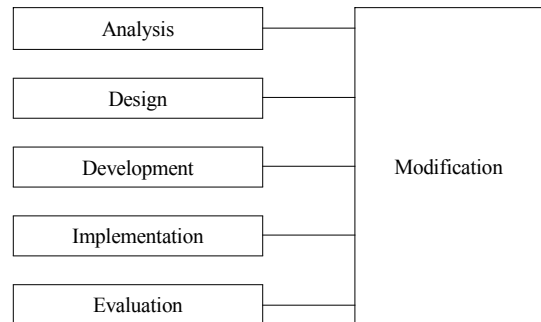 Analysis
Design
Development
Modification
Implementation
Evaluation